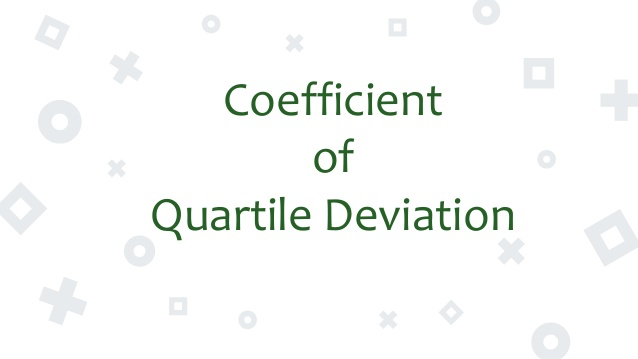 Coefficient
of
Quartile Deviation